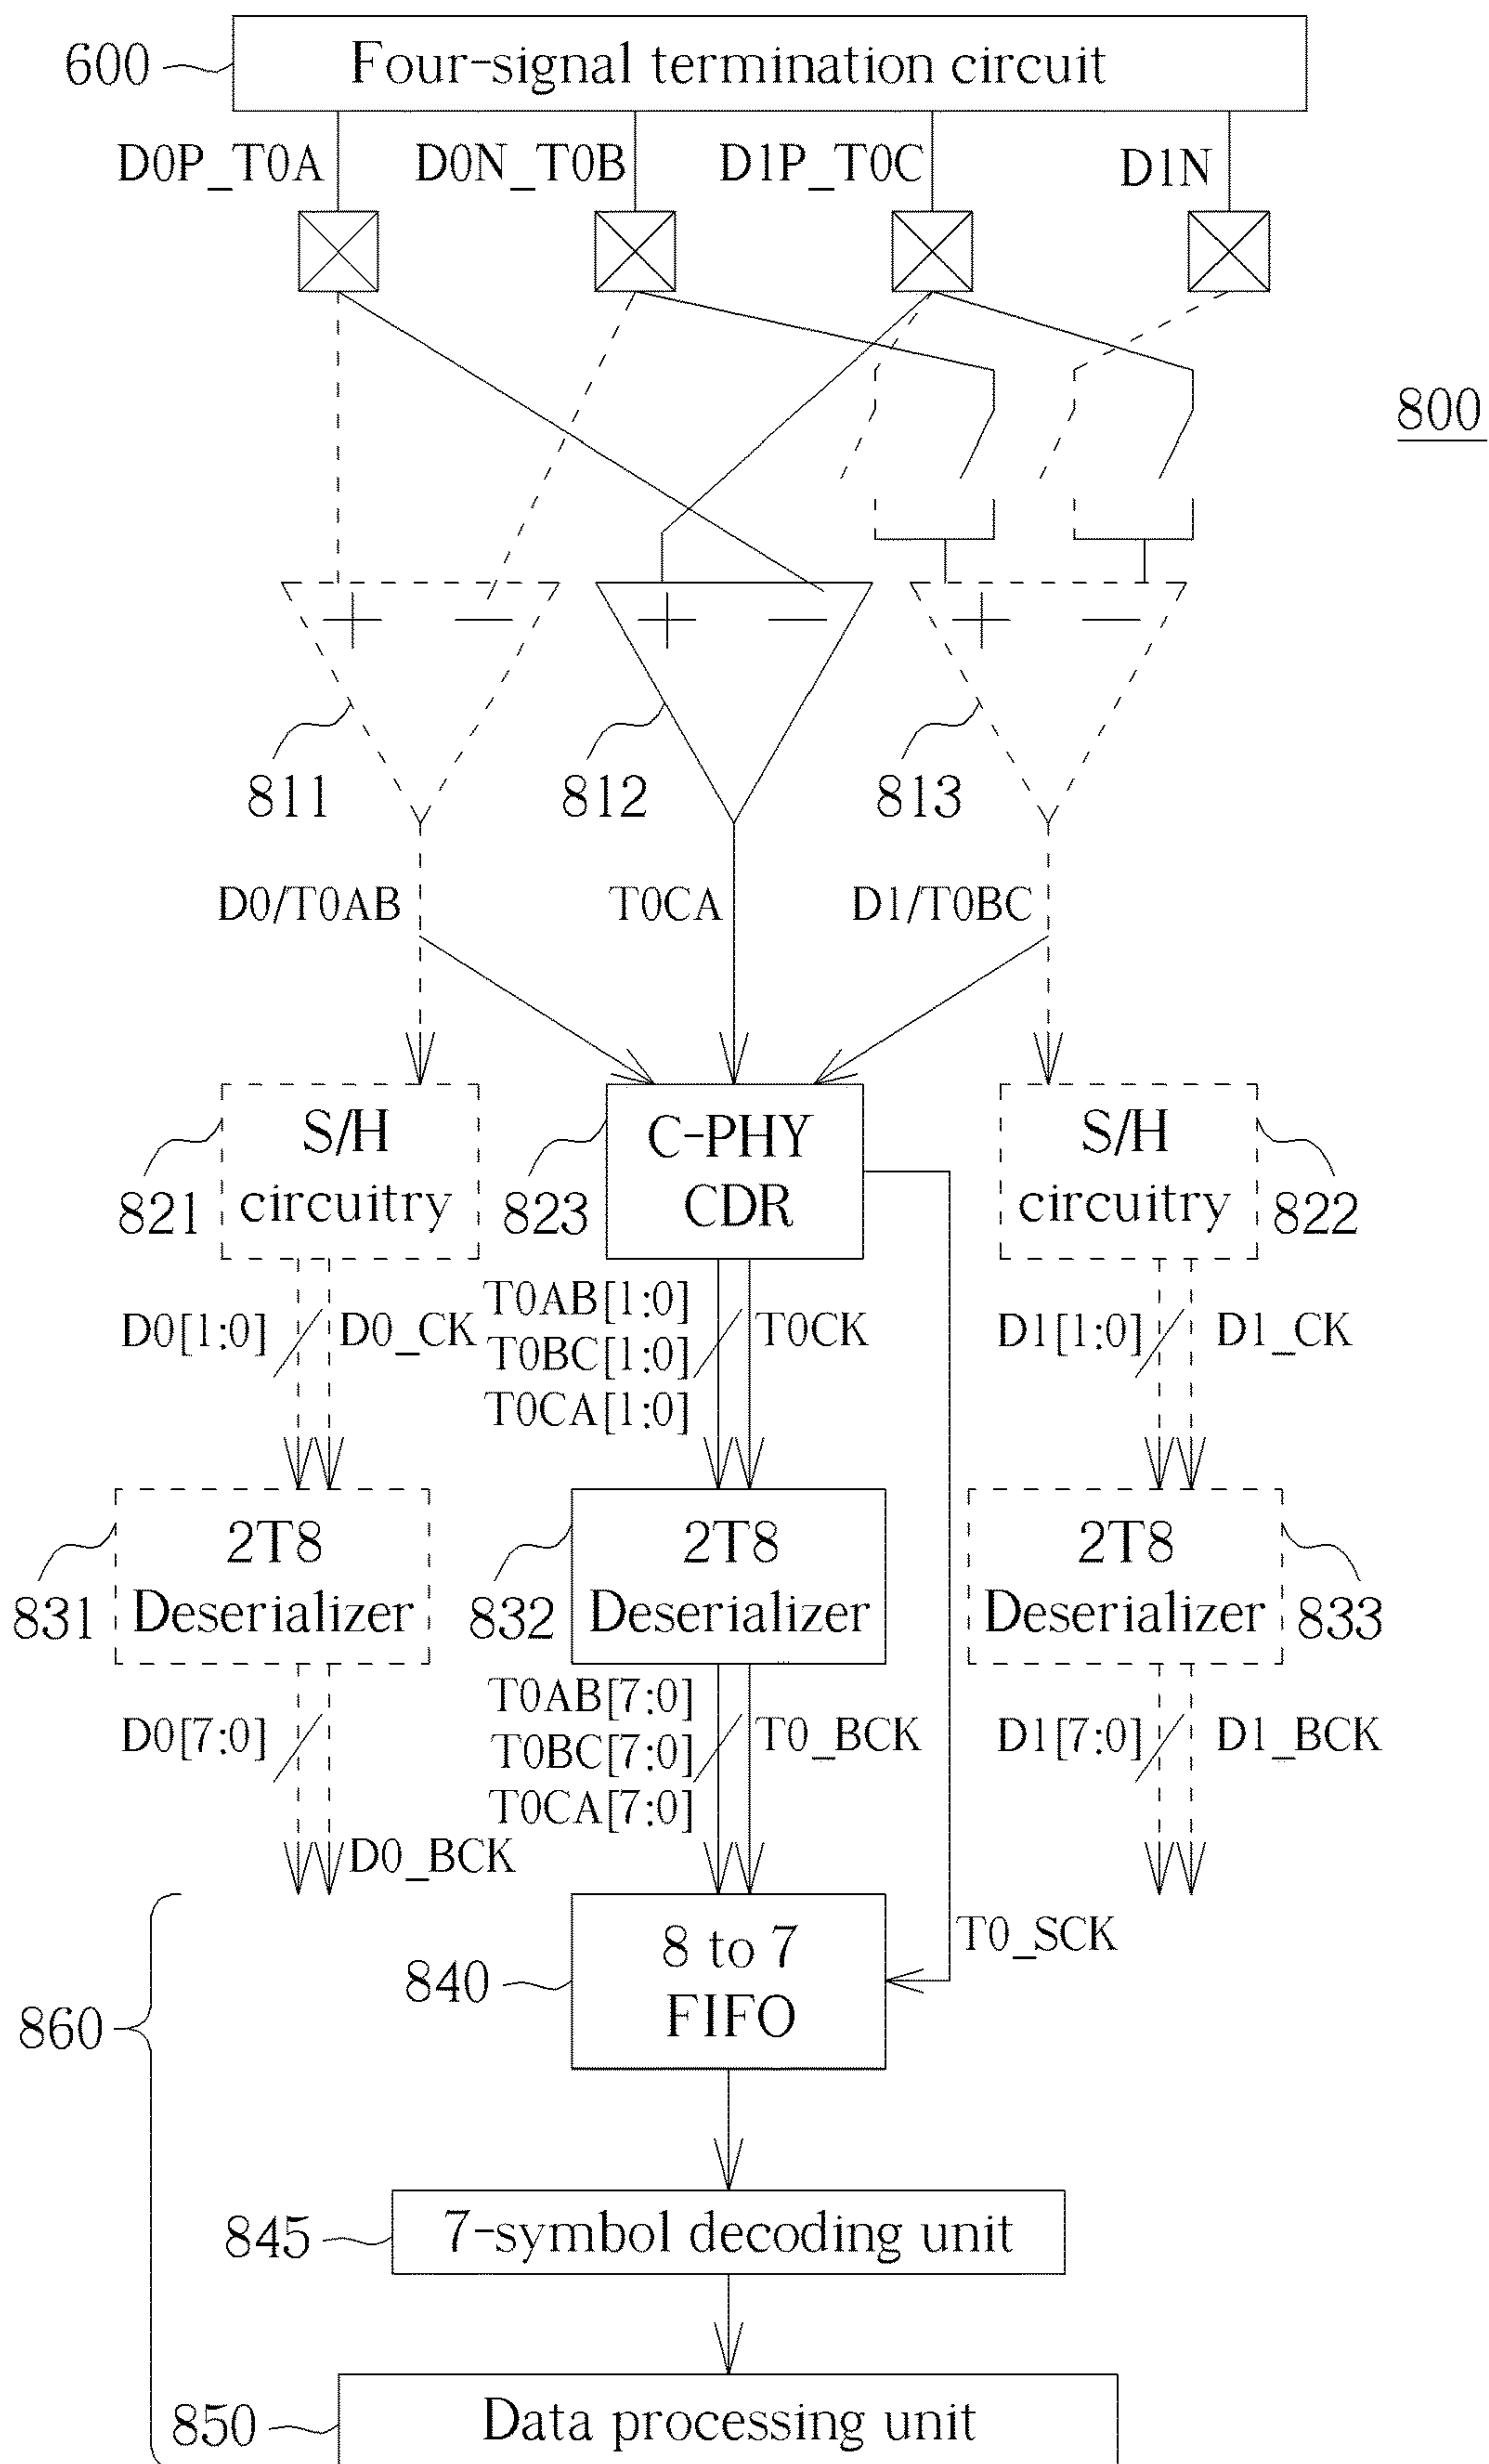 600
Four-signal termination circuit
D0P_T0A
D0N_T0B
D1P_T0C
D1N
800
811
812
813
D0/T0AB
T0CA
D1/T0BC
821
S/H
circuitry
823
C-PHY
CDR
S/H
circuitry
822
D0[1:0]
D0_CK
T0AB[1:0]
T0BC[1:0]
T0CA[1:0]
T0CK
D1[1:0]
D1_CK
831
2T8
Deserializer
832
2T8
Deserializer
2T8
Deserializer
833
D0[7:0]
D0_BCK
T0AB[7:0]
T0BC[7:0]
T0CA[7:0]
T0_BCK
D1[7:0]
D1_BCK
860
840
8 to 7
FIFO
T0_SCK
845
7-symbol decoding unit
850
Data processing unit